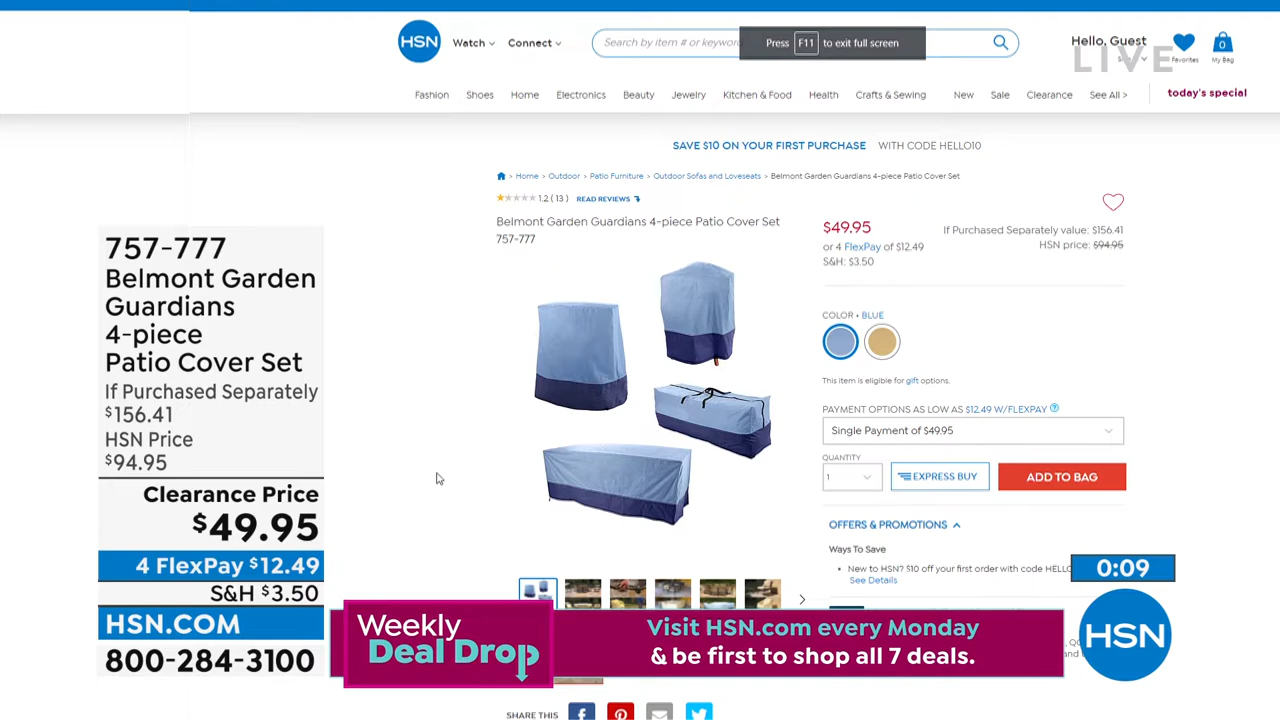 HSN
Watch
Connect
Search by item # or keyword
Press F11 to exit full screen
Hello, Guest
LIVE
Favorites
0
My Bag
Fashion
Shoes
Home
Electronics
Beauty
Jewelry
Kitchen & Food
Health
Crafts & Sewing
New
Sale
Clearance
See All >
today's special
SAVE $10 ON YOUR FIRST PURCHASE WITH CODE HELLO10
> Home > Outdoor > Patio Furniture > Outdoor Sofas and Loveseats > Belmont Garden Guardians 4-piece Patio Cover Set
1.2 ( 13 ) READ REVIEWS
Belmont Garden Guardians 4-piece Patio Cover Set
757-777
$49.95
or 4 FlexPay of $12.49
S&H: $3.50
If Purchased Separately value: $156.41
HSN price: $94.95
COLOR • BLUE
This item is eligible for gift options.
PAYMENT OPTIONS AS LOW AS $12.49 W/FLEXPAY ?
Single Payment of $49.95
QUANTITY
1
EXPRESS BUY
ADD TO BAG
OFFERS & PROMOTIONS
Ways To Save
• New to HSN? $10 off your first order with code HELLO
See Details
SHARE THIS
757-777
Belmont Garden
Guardians
4-piece
Patio Cover Set
If Purchased Separately
$156.41
HSN Price
$94.95
Clearance Price
$49.95
4 FlexPay $12.49
S&H $3.50
HSN.COM
800-284-3100
Weekly
Deal Drop
Visit HSN.com every Monday
& be first to shop all 7 deals.
0:09
HSN